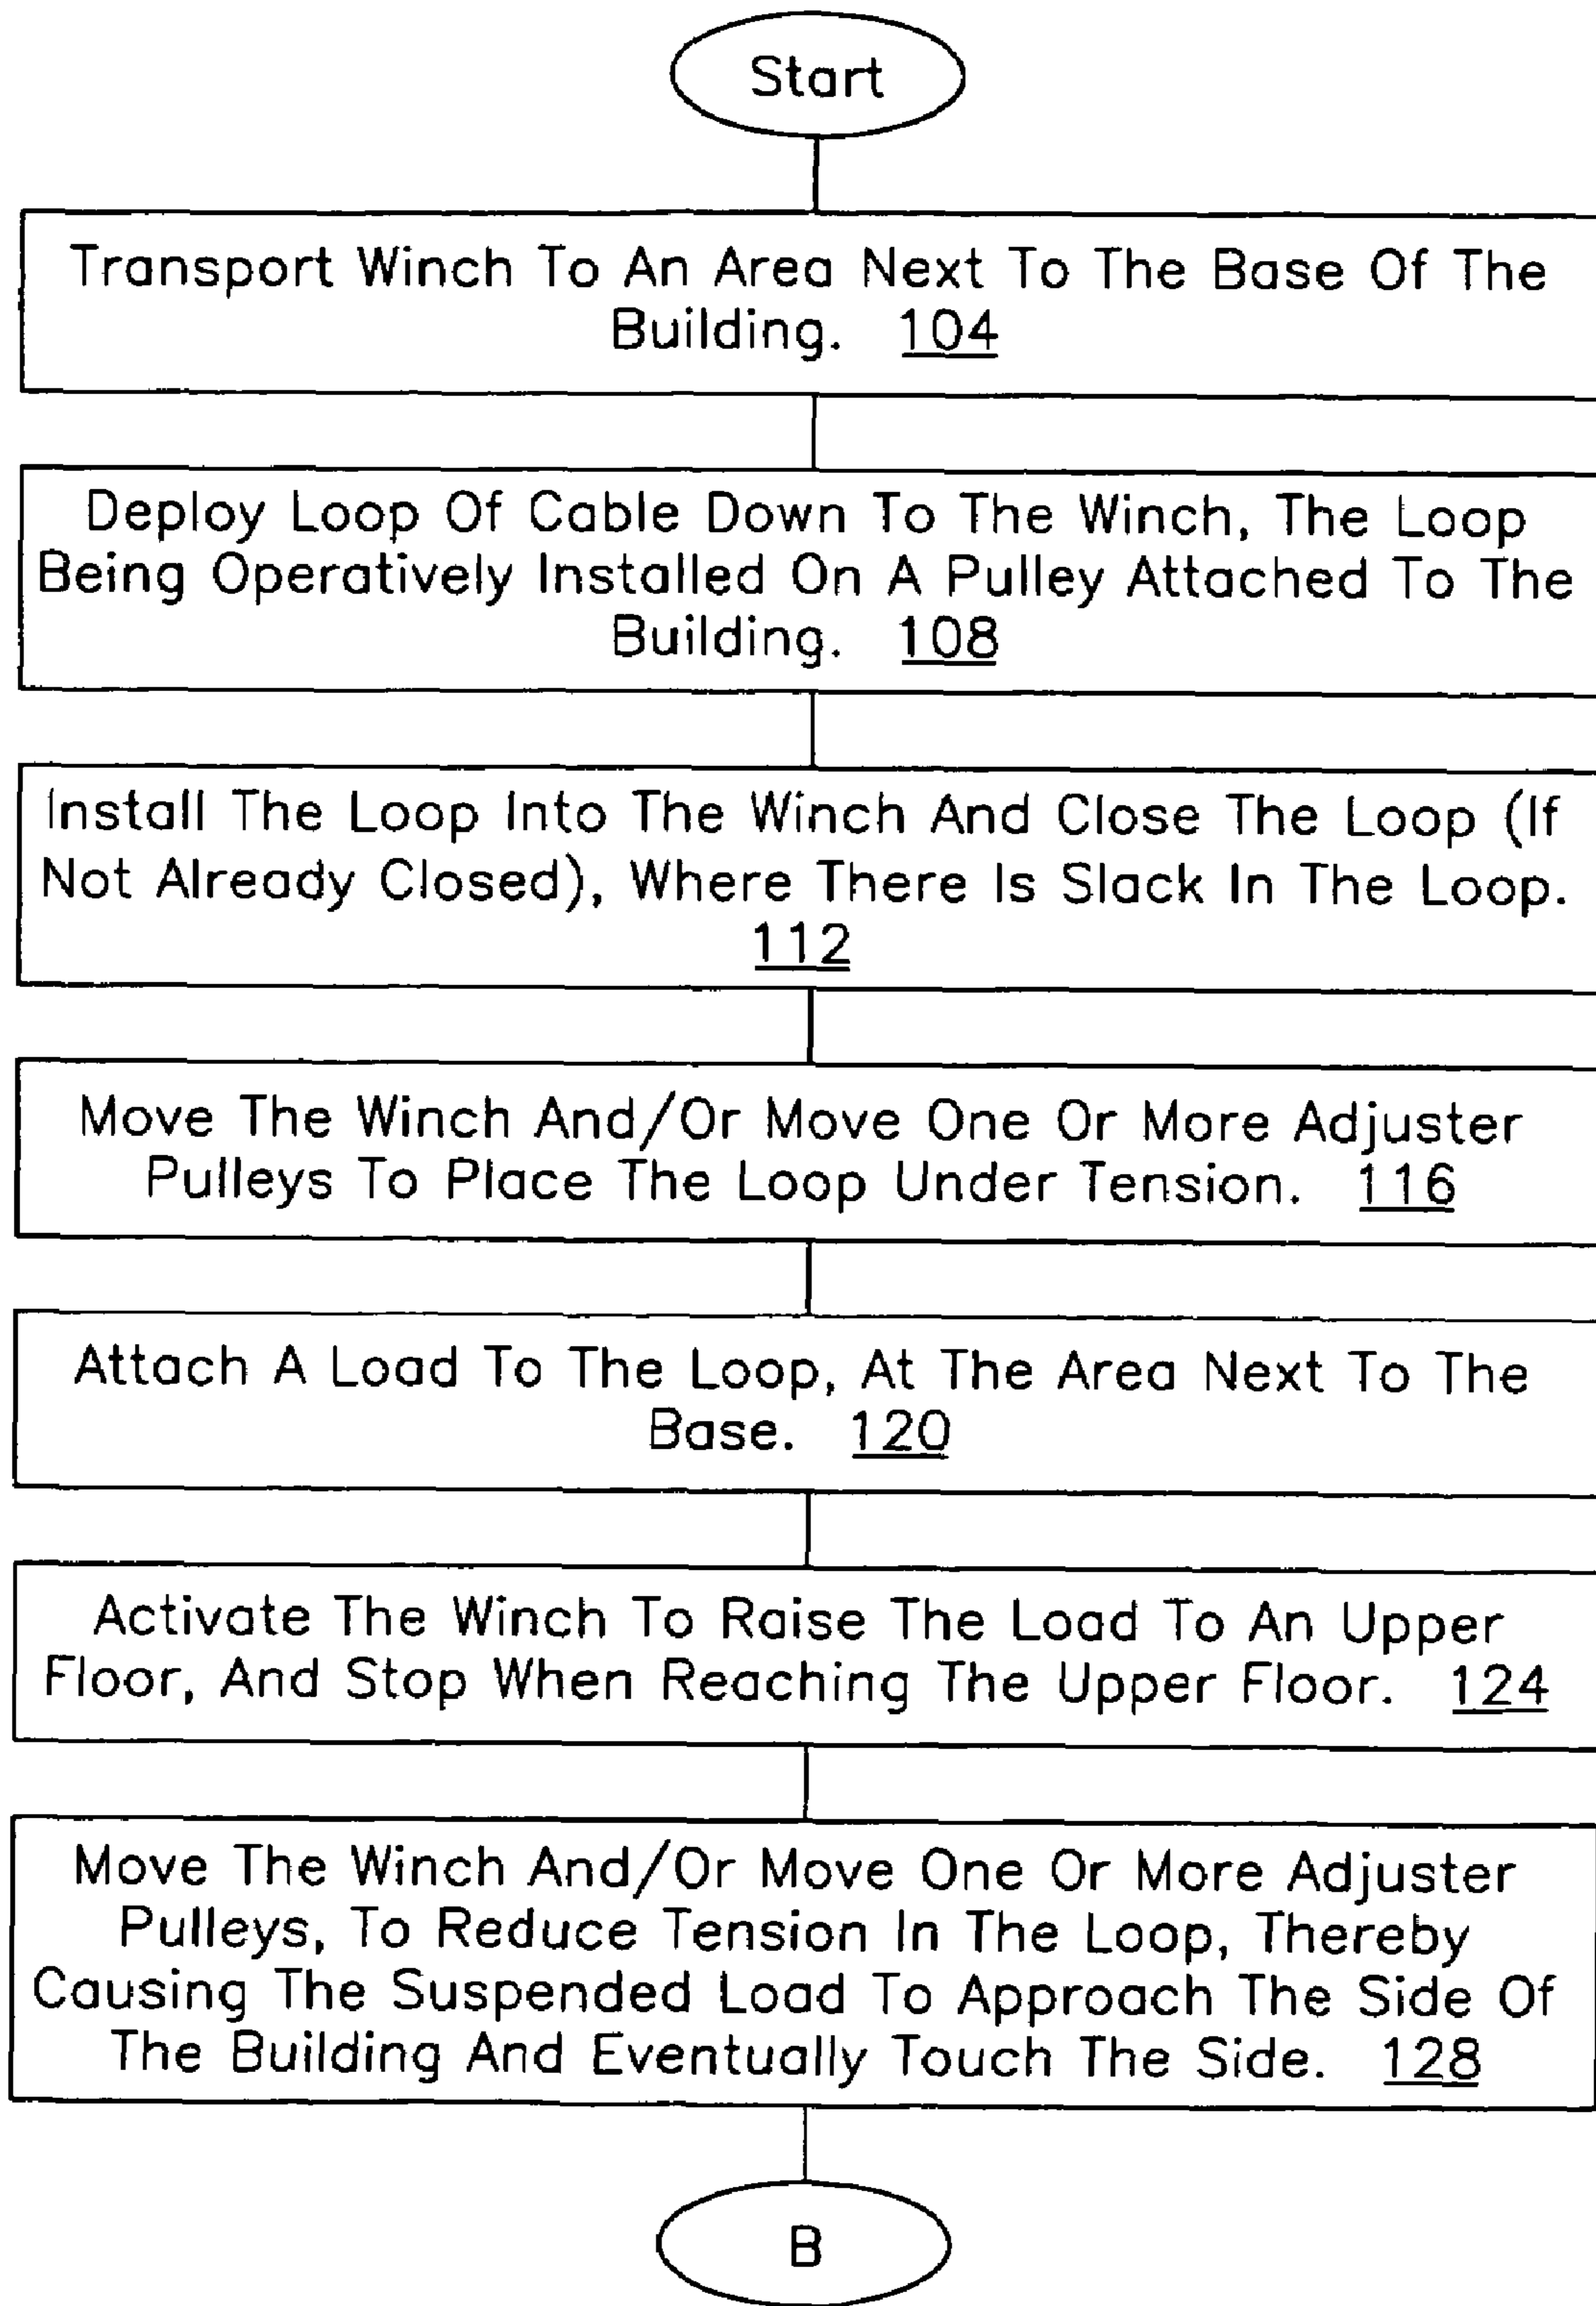 Start
Transport Winch To An Area Next To The Base Of The
Building. 104
Deploy Loop Of Cable Down To The Winch, The Loop
Being Operatively Installed On A Pulley Attached To The
Building. 108
Install The Loop Into The Winch And Close The Loop (If
Not Already Closed), Where There Is Slack In The Loop.
112
Move The Winch And/Or Move One Or More Adjuster
Pulleys To Place The Loop Under Tension. 116
Attach A Load To The Loop, At The Area Next To The
Base. 120
Activate The Winch To Raise The Load To An Upper
Floor, And Stop When Reaching The Upper Floor. 124
Move The Winch And/Or Move One Or More Adjuster
Pulleys, To Reduce Tension In The Loop, Thereby
Causing The Suspended Load To Approach The Side Of
The Building And Eventually Touch The Side. 128
B